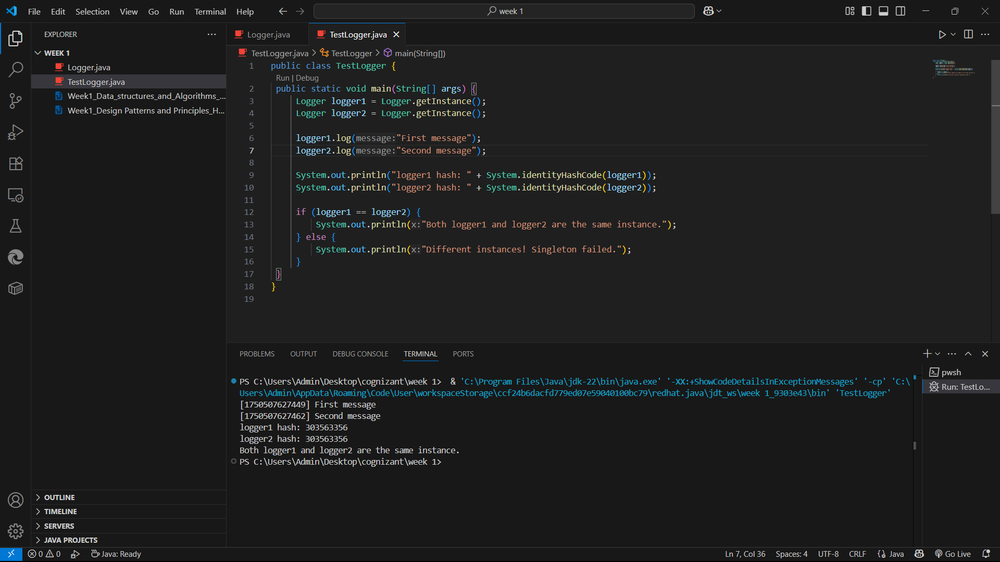 File Edit Selection View Go Run Terminal Help
week 1
EXPLORER
WEEK 1
Logger.java
TestLogger.java
Week1_Data_structures_and_Algorithms_...
Week1_Design Patterns and Principles_H...
OUTLINE
TIMELINE
SERVERS
JAVA PROJECTS
Logger.java
TestLogger.java
TestLogger.java > TestLogger > main(String[])
1 public class TestLogger {
Run | Debug
2 public static void main(String[] args) {
3 Logger logger1 = Logger.getInstance();
4 Logger logger2 = Logger.getInstance();
5
6 logger1.log(message:"First message");
7 logger2.log(message:"Second message");
8
9 System.out.println("logger1 hash: " + System.identityHashCode(logger1));
10 System.out.println("logger2 hash: " + System.identityHashCode(logger2));
11
12 if (logger1 == logger2) {
13 System.out.println(x:"Both logger1 and logger2 are the same instance.");
14 } else {
15 System.out.println(x:"Different instances! Singleton failed.");
16 }
17 }
18 }
19
PROBLEMS OUTPUT DEBUG CONSOLE TERMINAL PORTS
PS C:\Users\Admin\Desktop\cognizant\week 1>  & 'C:\Program Files\Java\jdk-22\bin\java.exe' '-XX:+ShowCodeDetailsInExceptionMessages' '-cp' 'C:\
Users\Admin\AppData\Roaming\Code\User\workspaceStorage\ccf24b6dacfd779ed07e59040100bc79\redhat.java\jdt_ws\week 1_9303e43\bin' 'TestLogger'
[1750507627449] First message
[1750507627462] Second message
logger1 hash: 303563356
logger2 hash: 303563356
Both logger1 and logger2 are the same instance.
PS C:\Users\Admin\Desktop\cognizant\week 1>
pwsh
Run: TestLo...
0 0 Java: Ready
Ln 7, Col 36 Spaces: 4 UTF-8 CRLF Java Go Live